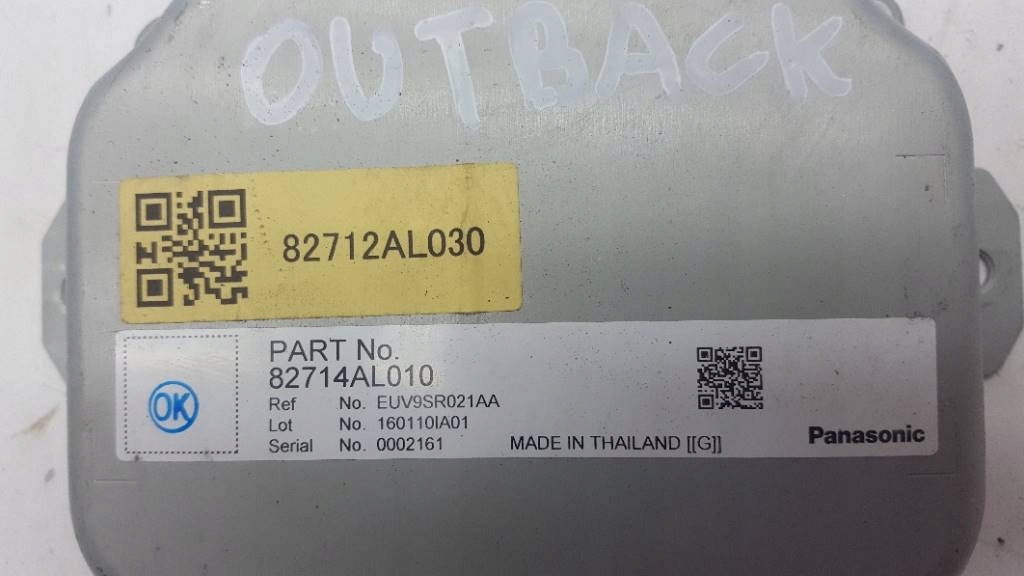 OUTBACK
82712AL030
PART No.
82714AL010
OK
Ref No. EUV9SR021AA
Lot No. 160110IA01
Serial No. 0002161
MADE IN THAILAND [[G]]
Panasonic